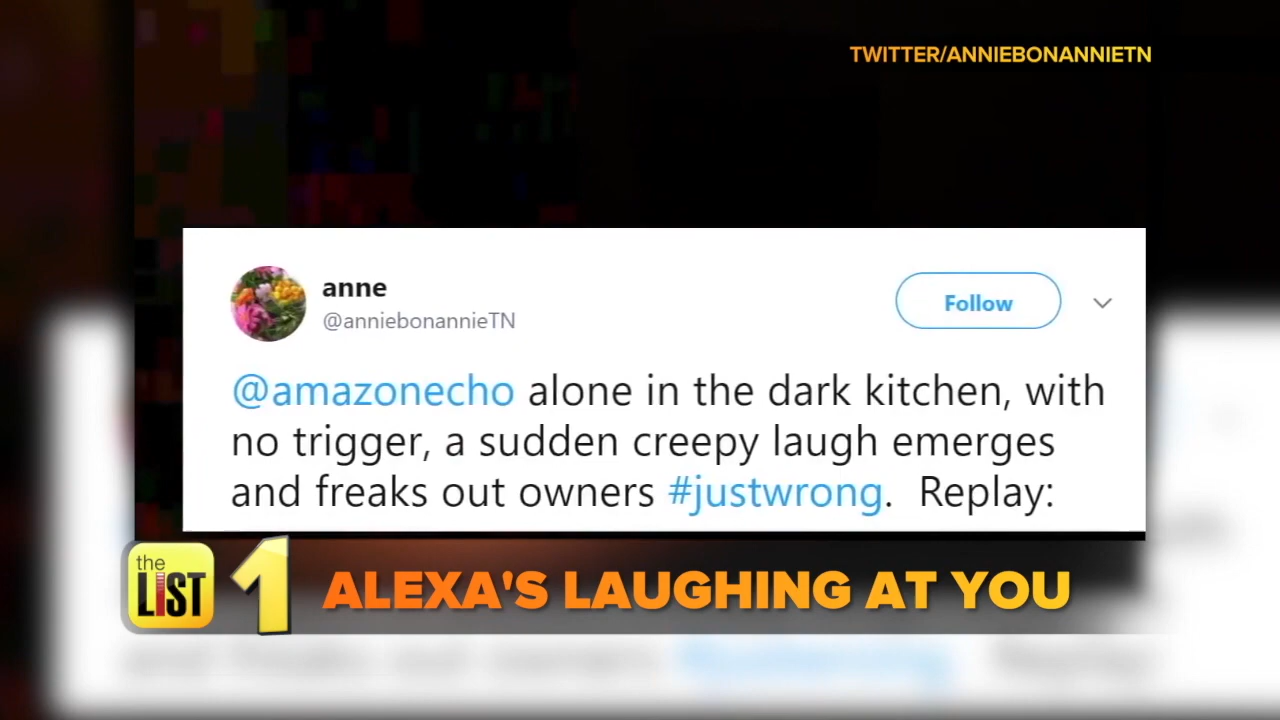 TWITTER/ANNIEBONANNIETN
anne
@anniebonannieTN
Follow
@amazonecho alone in the dark kitchen, with
no trigger, a sudden creepy laugh emerges
and freaks out owners #justwrong.  Replay:
the
LIST
1
ALEXA'S LAUGHING AT YOU